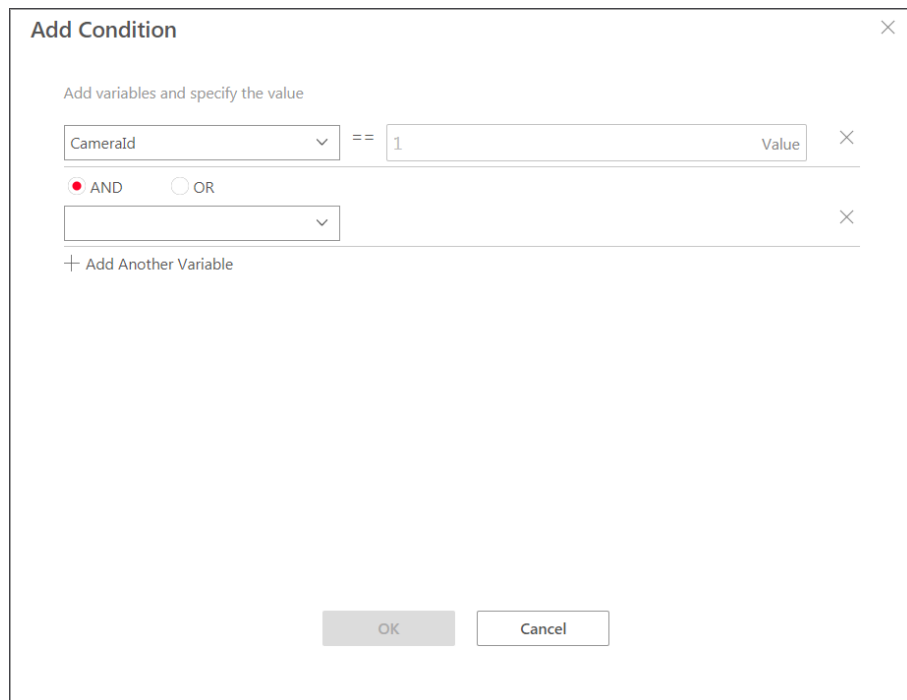 Add Condition
Add variables and specify the value
CameraId == 1 Value
AND OR
+ Add Another Variable
OK Cancel